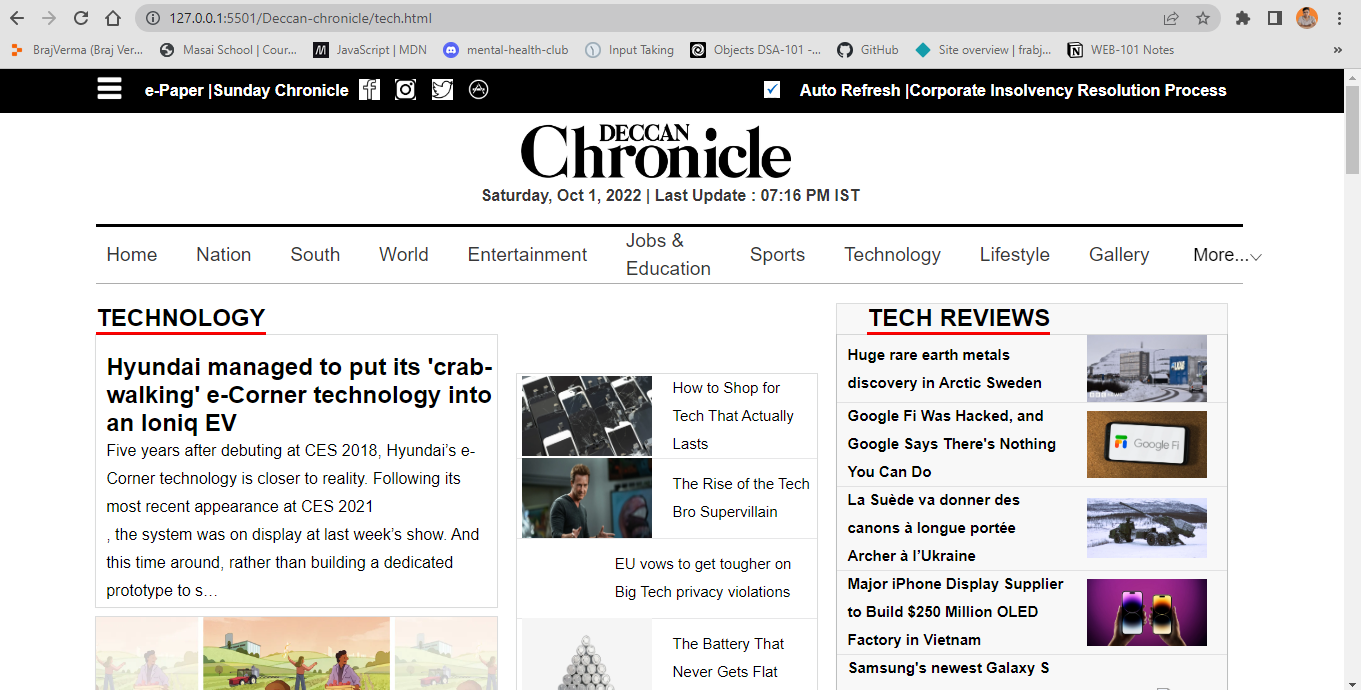 127.0.0.1:5501/Deccan-chronicle/tech.html
BrajVerma (Braj Ver... Masai School | Cour... JavaScript | MDN mental-health-club Input Taking Objects DSA-101 -... GitHub Site overview | frabj... WEB-101 Notes »
e-Paper |Sunday Chronicle Auto Refresh |Corporate Insolvency Resolution Process
DECCAN
Chronicle
Saturday, Oct 1, 2022 | Last Update : 07:16 PM IST
Home Nation South World Entertainment Jobs & Education Sports Technology Lifestyle Gallery More...
TECHNOLOGY
Hyundai managed to put its 'crab-
walking' e-Corner technology into
an Ioniq EV
Five years after debuting at CES 2018, Hyundai’s e-
Corner technology is closer to reality. Following its
most recent appearance at CES 2021
, the system was on display at last week’s show. And
this time around, rather than building a dedicated
prototype to s…
How to Shop for
Tech That Actually
Lasts
The Rise of the Tech
Bro Supervillain
EU vows to get tougher on
Big Tech privacy violations
The Battery That
Never Gets Flat
TECH REVIEWS
Huge rare earth metals
discovery in Arctic Sweden
Google Fi Was Hacked, and
Google Says There's Nothing
You Can Do
Google Fi
La Suède va donner des
canons à longue portée
Archer à l’Ukraine
Major iPhone Display Supplier
to Build $250 Million OLED
Factory in Vietnam
Samsung's newest Galaxy S